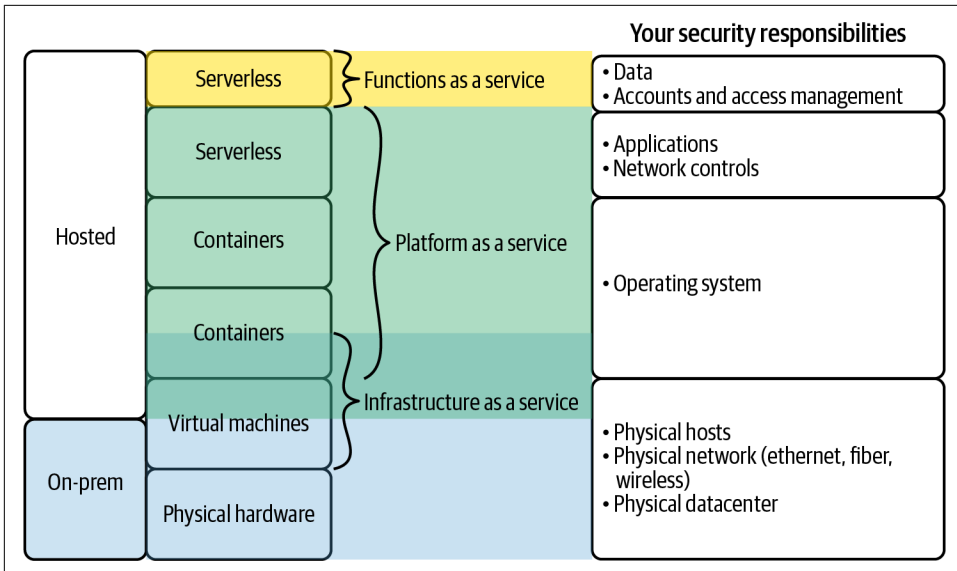 Your security responsibilities
Hosted
On-prem
Serverless
Serverless
Containers
Containers
Virtual machines
Physical hardware
Functions as a service
Platform as a service
Infrastructure as a service
• Data
• Accounts and access management
• Applications
• Network controls
• Operating system
• Physical hosts
• Physical network (ethernet, fiber,
wireless)
• Physical datacenter